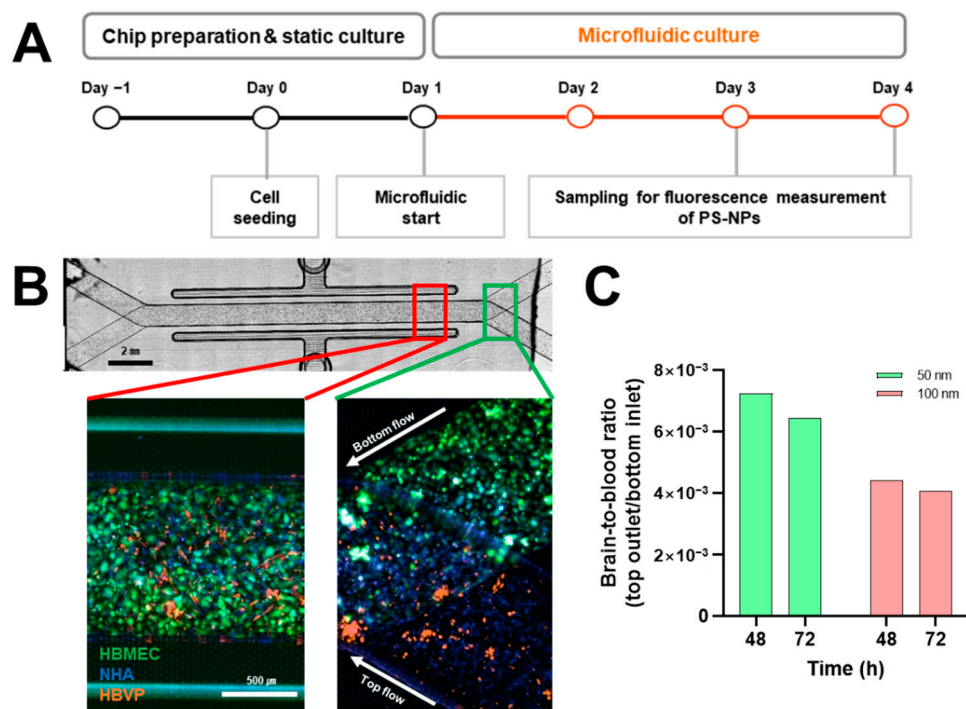 A
Chip preparation & static culture
Microfluidic culture
Day −1
Day 0
Day 1
Day 2
Day 3
Day 4
Cell
seeding
Microfluidic
start
Sampling for fluorescence measurement
of PS-NPs
B
2 mm
HBMEC
NHA
HBVP
500 μm
Bottom flow
Top flow
C
50 nm
100 nm
Brain-to-blood ratio
(top outlet/bottom inlet)
8×10⁻³
6×10⁻³
4×10⁻³
2×10⁻³
0
48
72
48
72
Time (h)